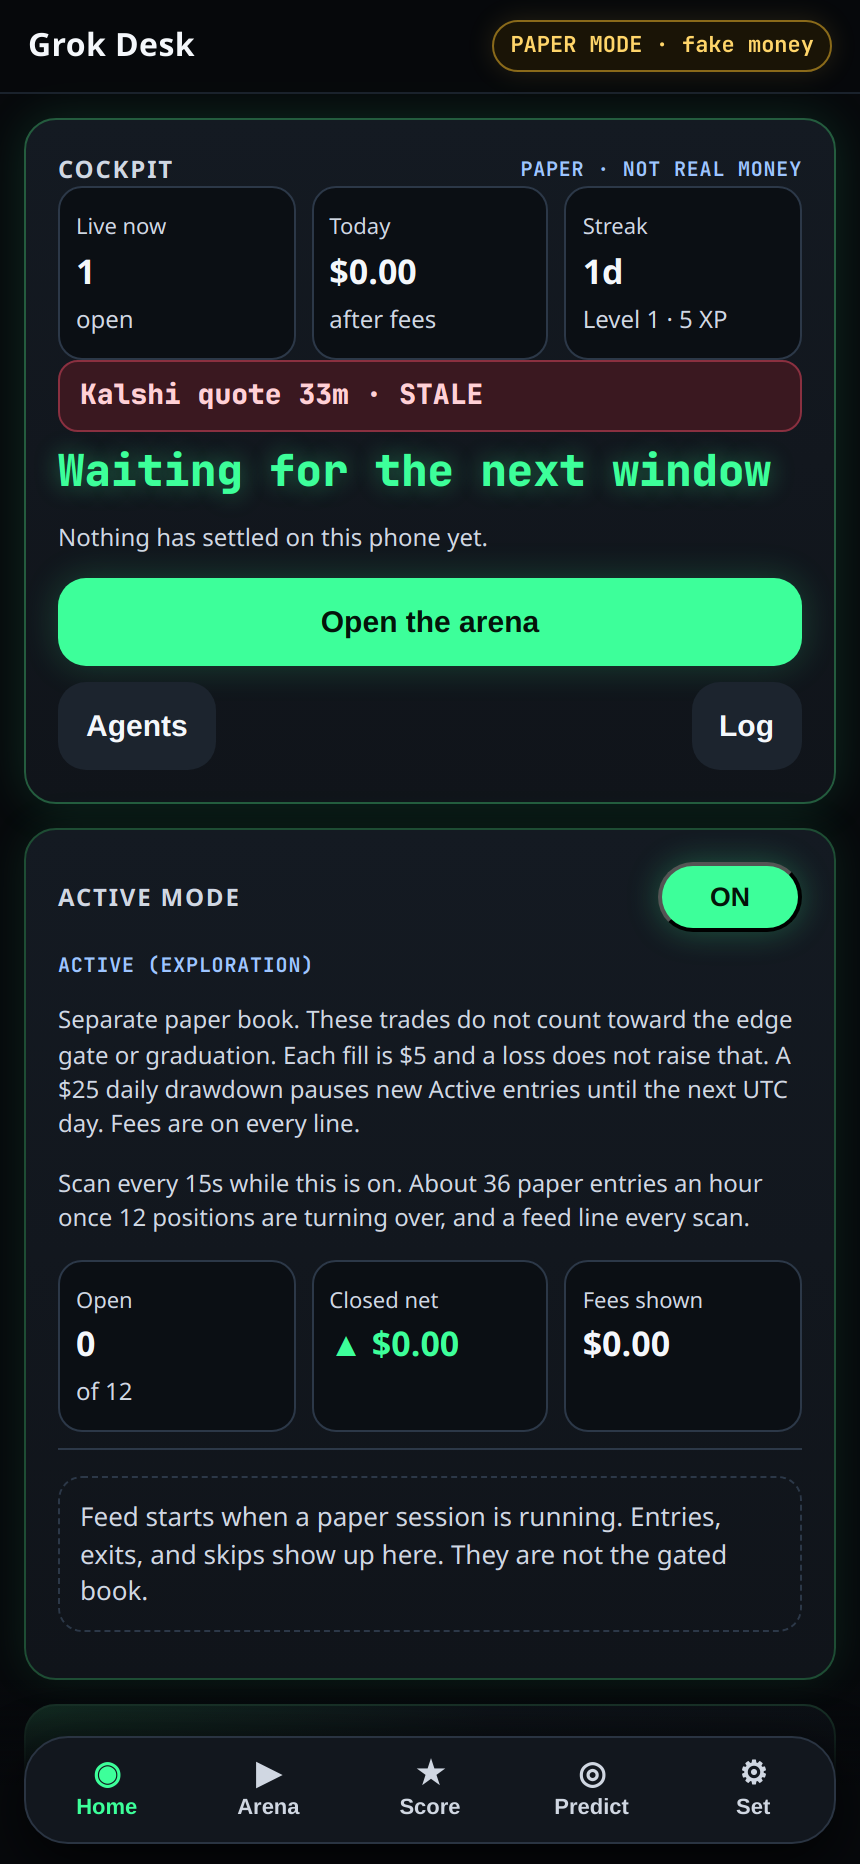 Grok Desk
PAPER MODE · fake money
COCKPIT
PAPER · NOT REAL MONEY
Live now
1
open
Today
$0.00
after fees
Streak
1d
Level 1 · 5 XP
Kalshi quote 33m · STALE
Waiting for the next window
Nothing has settled on this phone yet.
Open the arena
Agents
Log
ACTIVE MODE
ON
ACTIVE (EXPLORATION)
Separate paper book. These trades do not count toward the edge
gate or graduation. Each fill is $5 and a loss does not raise that. A
$25 daily drawdown pauses new Active entries until the next UTC
day. Fees are on every line.
Scan every 15s while this is on. About 36 paper entries an hour
once 12 positions are turning over, and a feed line every scan.
Open
0
of 12
Closed net
▲ $0.00
Fees shown
$0.00
Feed starts when a paper session is running. Entries,
exits, and skips show up here. They are not the gated
book.
Home
Arena
Score
Predict
Set